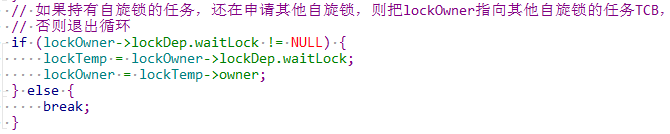 // 如果持有自旋锁的任务，还在申请其他自旋锁，则把lockOwner指向其他自旋锁的任务TCB，
// 否则退出循环
if (lockOwner->lockDep.waitLock != NULL) {
    lockTemp = lockOwner->lockDep.waitLock;
    lockOwner = lockTemp->owner;
} else {
    break;
}